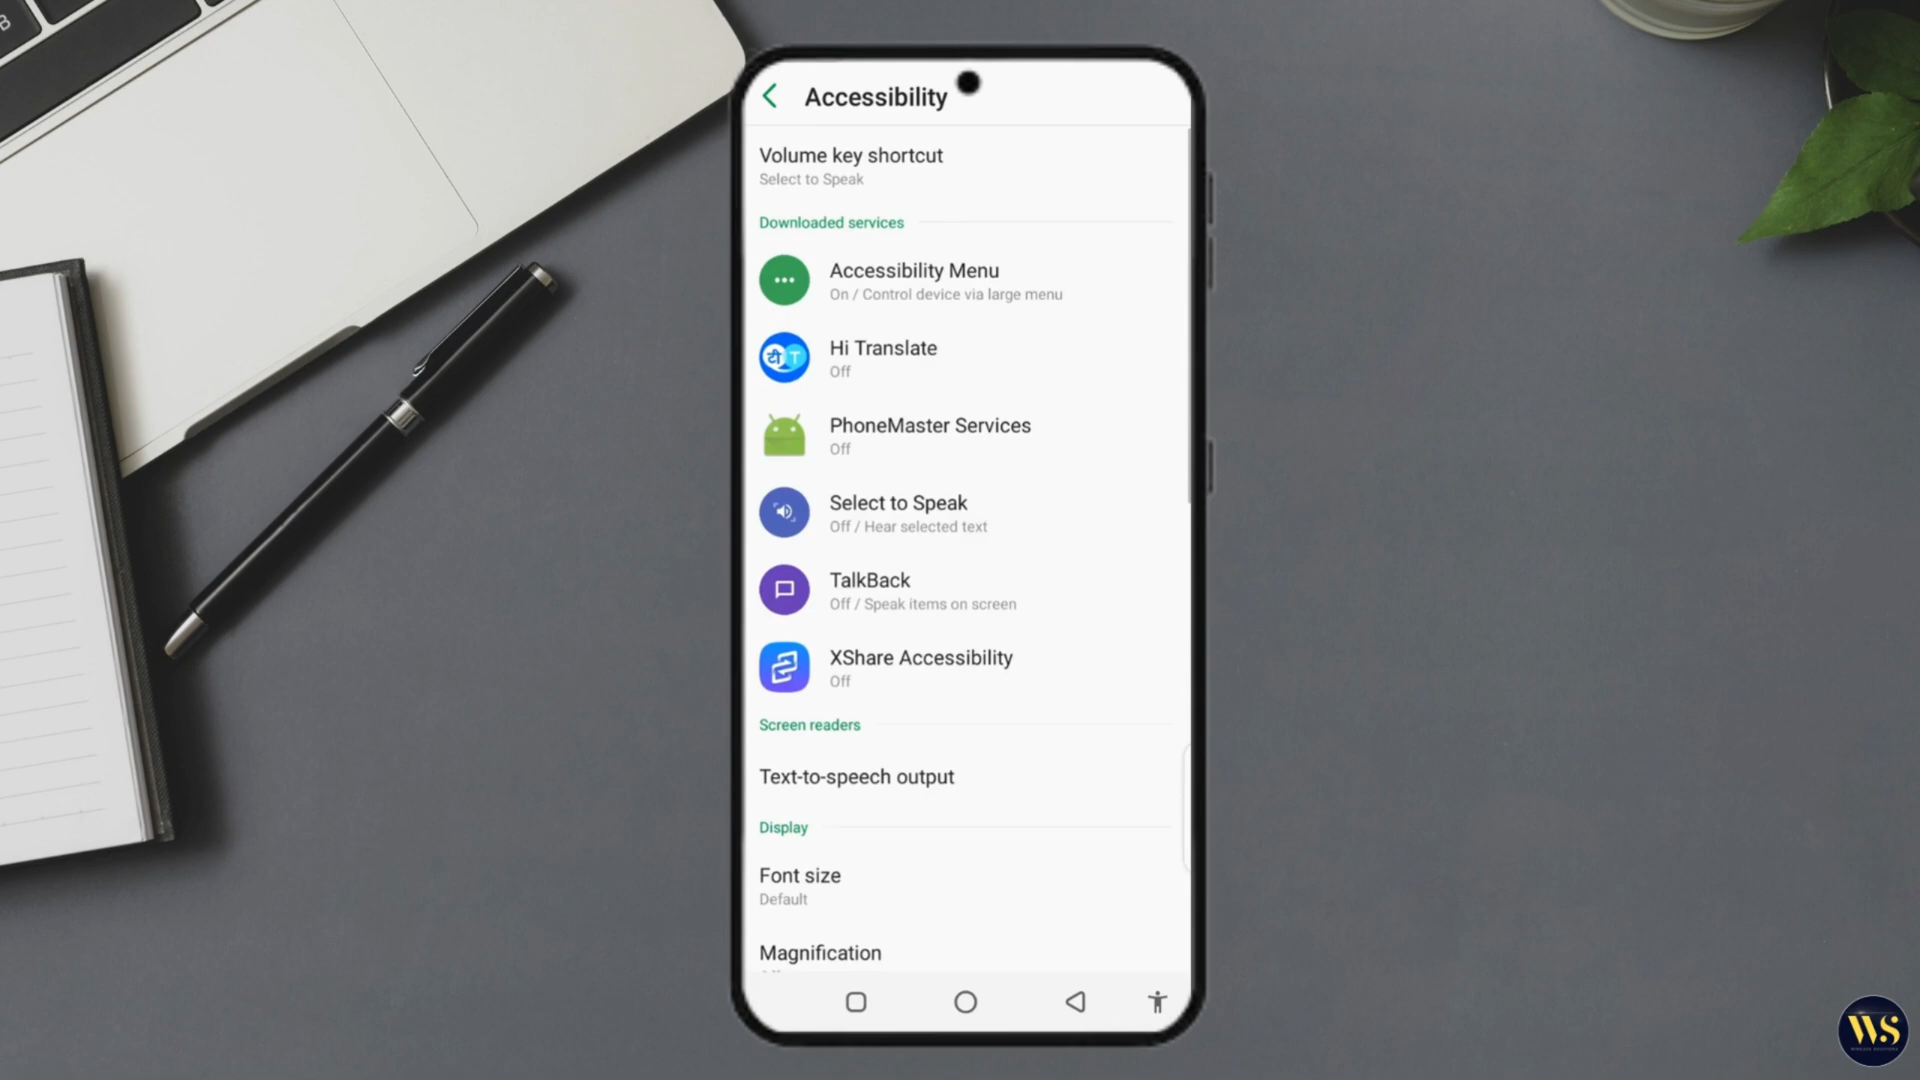 Accessibility
Volume key shortcut
Select to Speak
Downloaded services
Accessibility Menu
On / Control device via large menu
टी T
Hi Translate
Off
PhoneMaster Services
Off
Select to Speak
Off / Hear selected text
TalkBack
Off / Speak items on screen
XShare Accessibility
Off
Screen readers
Text-to-speech output
Display
Font size
Default
Magnification
B
WS